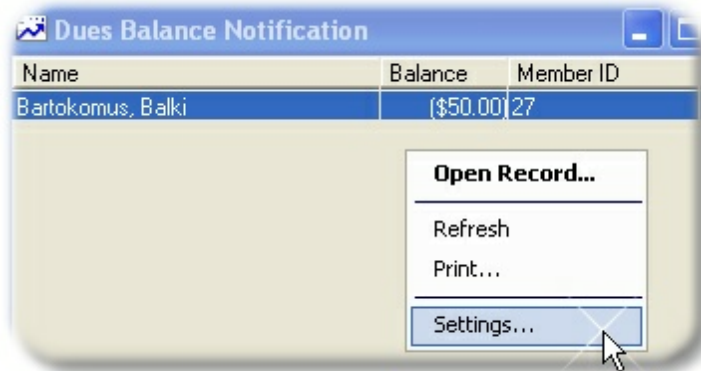 Dues Balance Notification
Name Balance Member ID
Bartokomus, Balki ($50.00) 27
Open Record...
Refresh
Print...
Settings...